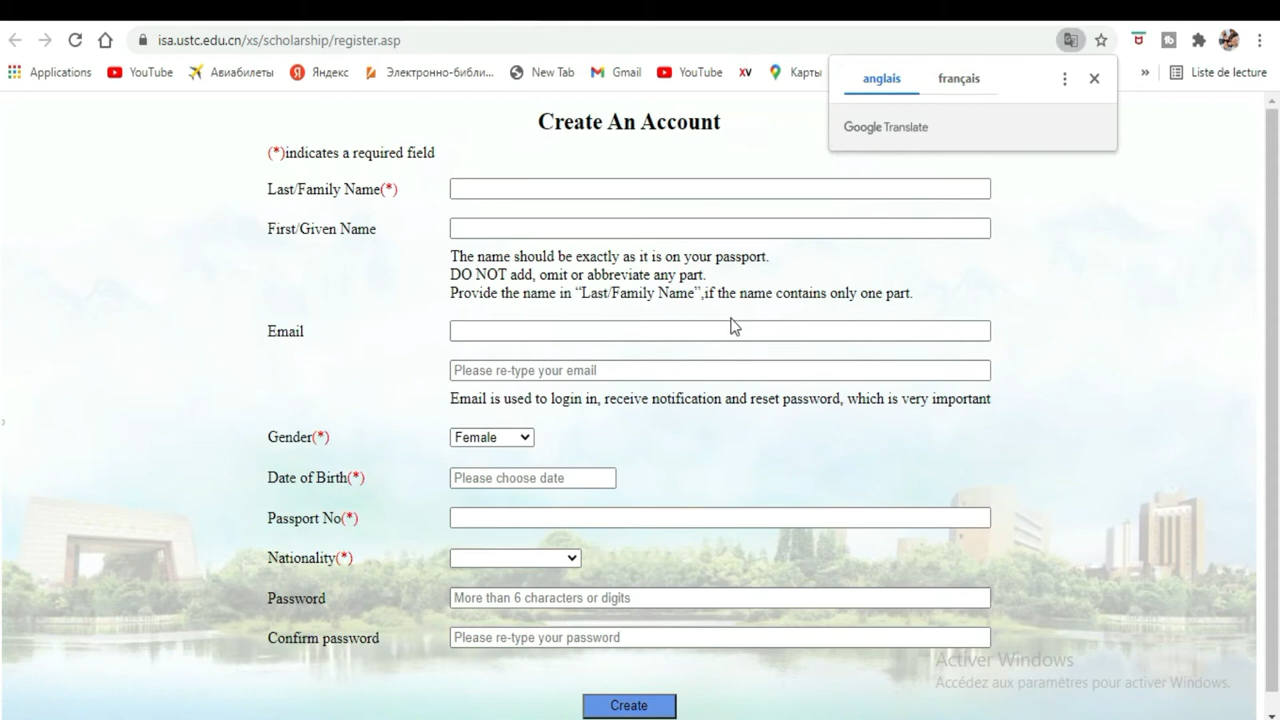 isa.ustc.edu.cn/xs/scholarship/register.asp
Applications YouTube Авиабилеты Яндекс Электронно-библи... New Tab Gmail YouTube XV Карты » Liste de lecture
anglais français
Google Translate
Create An Account
(*)indicates a required field
Last/Family Name(*)
First/Given Name
The name should be exactly as it is on your passport.
DO NOT add, omit or abbreviate any part.
Provide the name in “Last/Family Name”,if the name contains only one part.
Email
Please re-type your email
Email is used to login in, receive notification and reset password, which is very important
Gender(*) Female
Date of Birth(*) Please choose date
Passport No(*)
Nationality(*)
Password More than 6 characters or digits
Confirm password Please re-type your password
Activer Windows
Accédez aux paramètres pour activer Windows.
Create